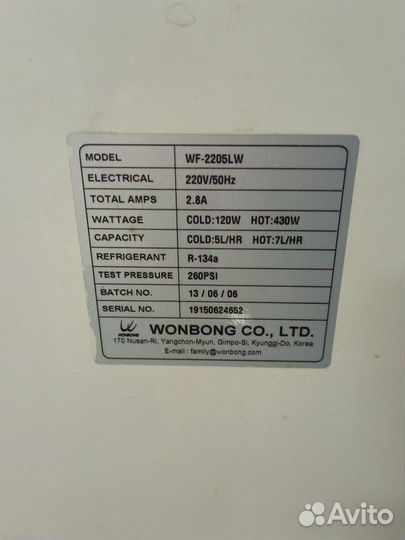 MODEL WF-2205LW
ELECTRICAL 220V/50Hz
TOTAL AMPS 2.8A
WATTAGE COLD:120W HOT:430W
CAPACITY COLD:5L/HR HOT:7L/HR
REFRIGERANT R-134a
TEST PRESSURE 260PSI
BATCH NO. 13 / 06 / 06
SERIAL NO. 19150624652
WONBONG WONBONG CO., LTD.
170 Nusan-Ri, Yangchon-Myun, Gimpo-Si, Kyunggi-Do, Korea
E-mail : family@wonbong.com
Avito